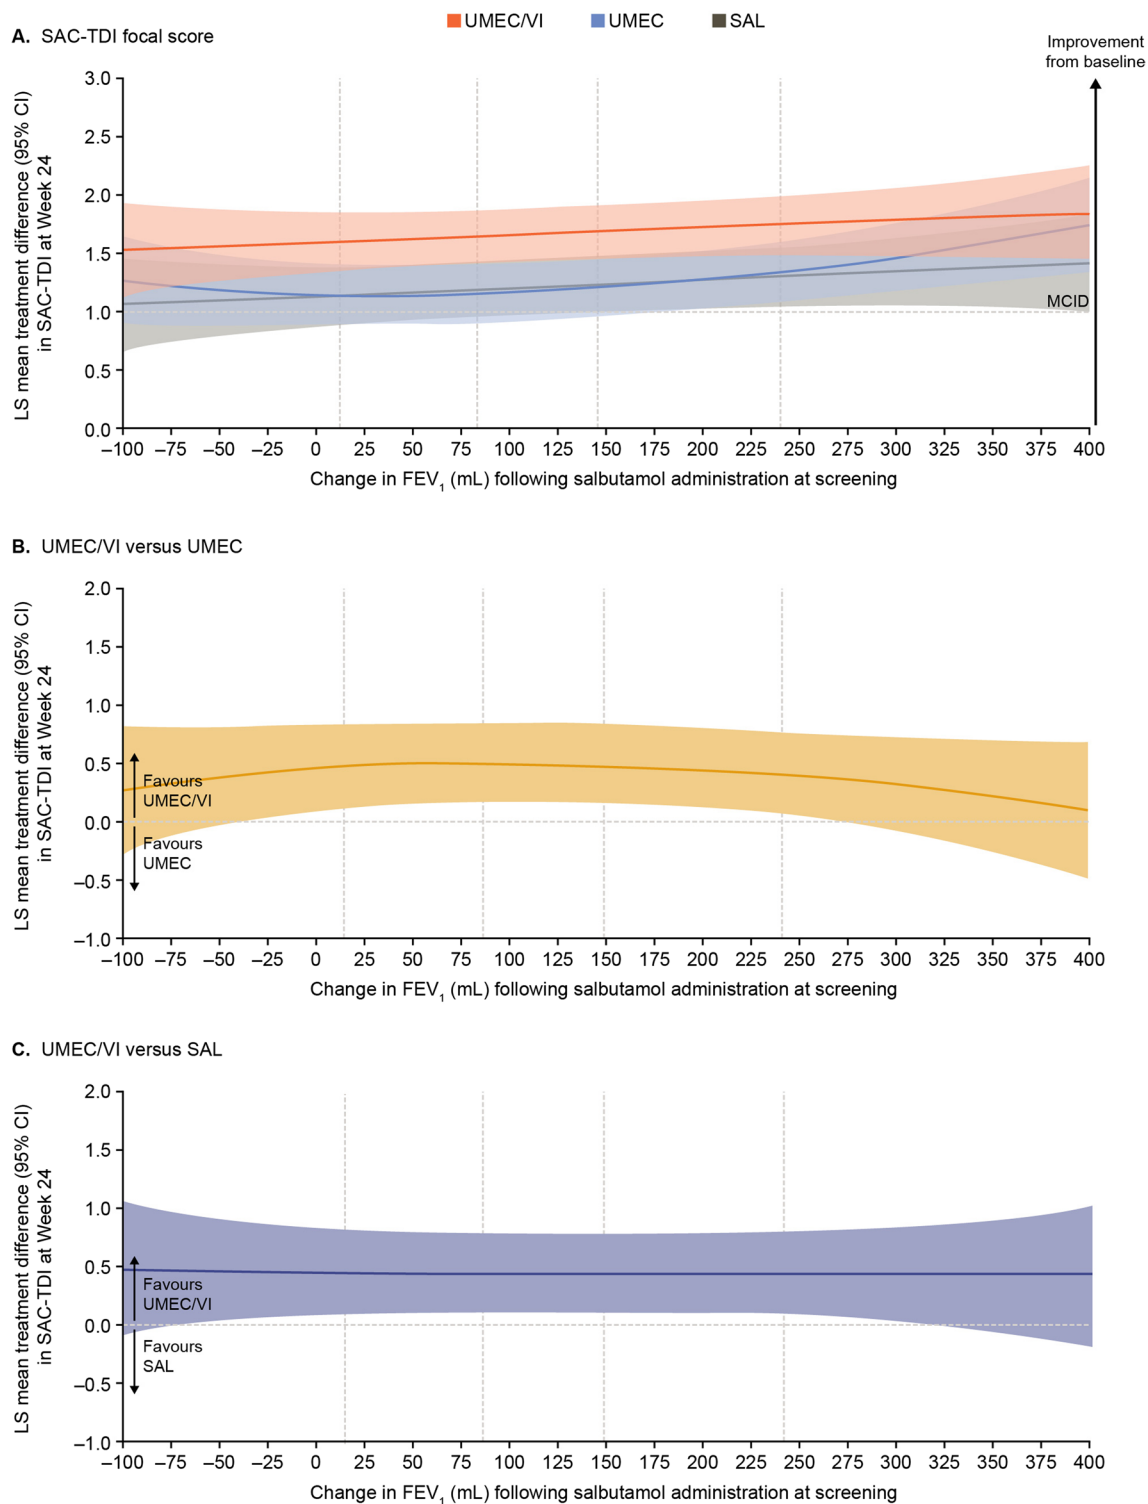 UMEC/VI UMEC SAL
A. SAC-TDI focal score
Improvement
from baseline
LS mean treatment difference (95% CI)
in SAC-TDI at Week 24
3.0
2.5
2.0
1.5
1.0
0.5
0.0
MCID
–100 –75 –50 –25 0 25 50 75 100 125 150 175 200 225 250 275 300 325 350 375 400
Change in FEV₁ (mL) following salbutamol administration at screening
B. UMEC/VI versus UMEC
LS mean treatment difference (95% CI)
in SAC-TDI at Week 24
2.0
1.5
1.0
0.5
0.0
–0.5
–1.0
Favours
UMEC/VI
Favours
UMEC
–100 –75 –50 –25 0 25 50 75 100 125 150 175 200 225 250 275 300 325 350 375 400
Change in FEV₁ (mL) following salbutamol administration at screening
C. UMEC/VI versus SAL
LS mean treatment difference (95% CI)
in SAC-TDI at Week 24
2.0
1.5
1.0
0.5
0.0
–0.5
–1.0
Favours
UMEC/VI
Favours
SAL
–100 –75 –50 –25 0 25 50 75 100 125 150 175 200 225 250 275 300 325 350 375 400
Change in FEV₁ (mL) following salbutamol administration at screening